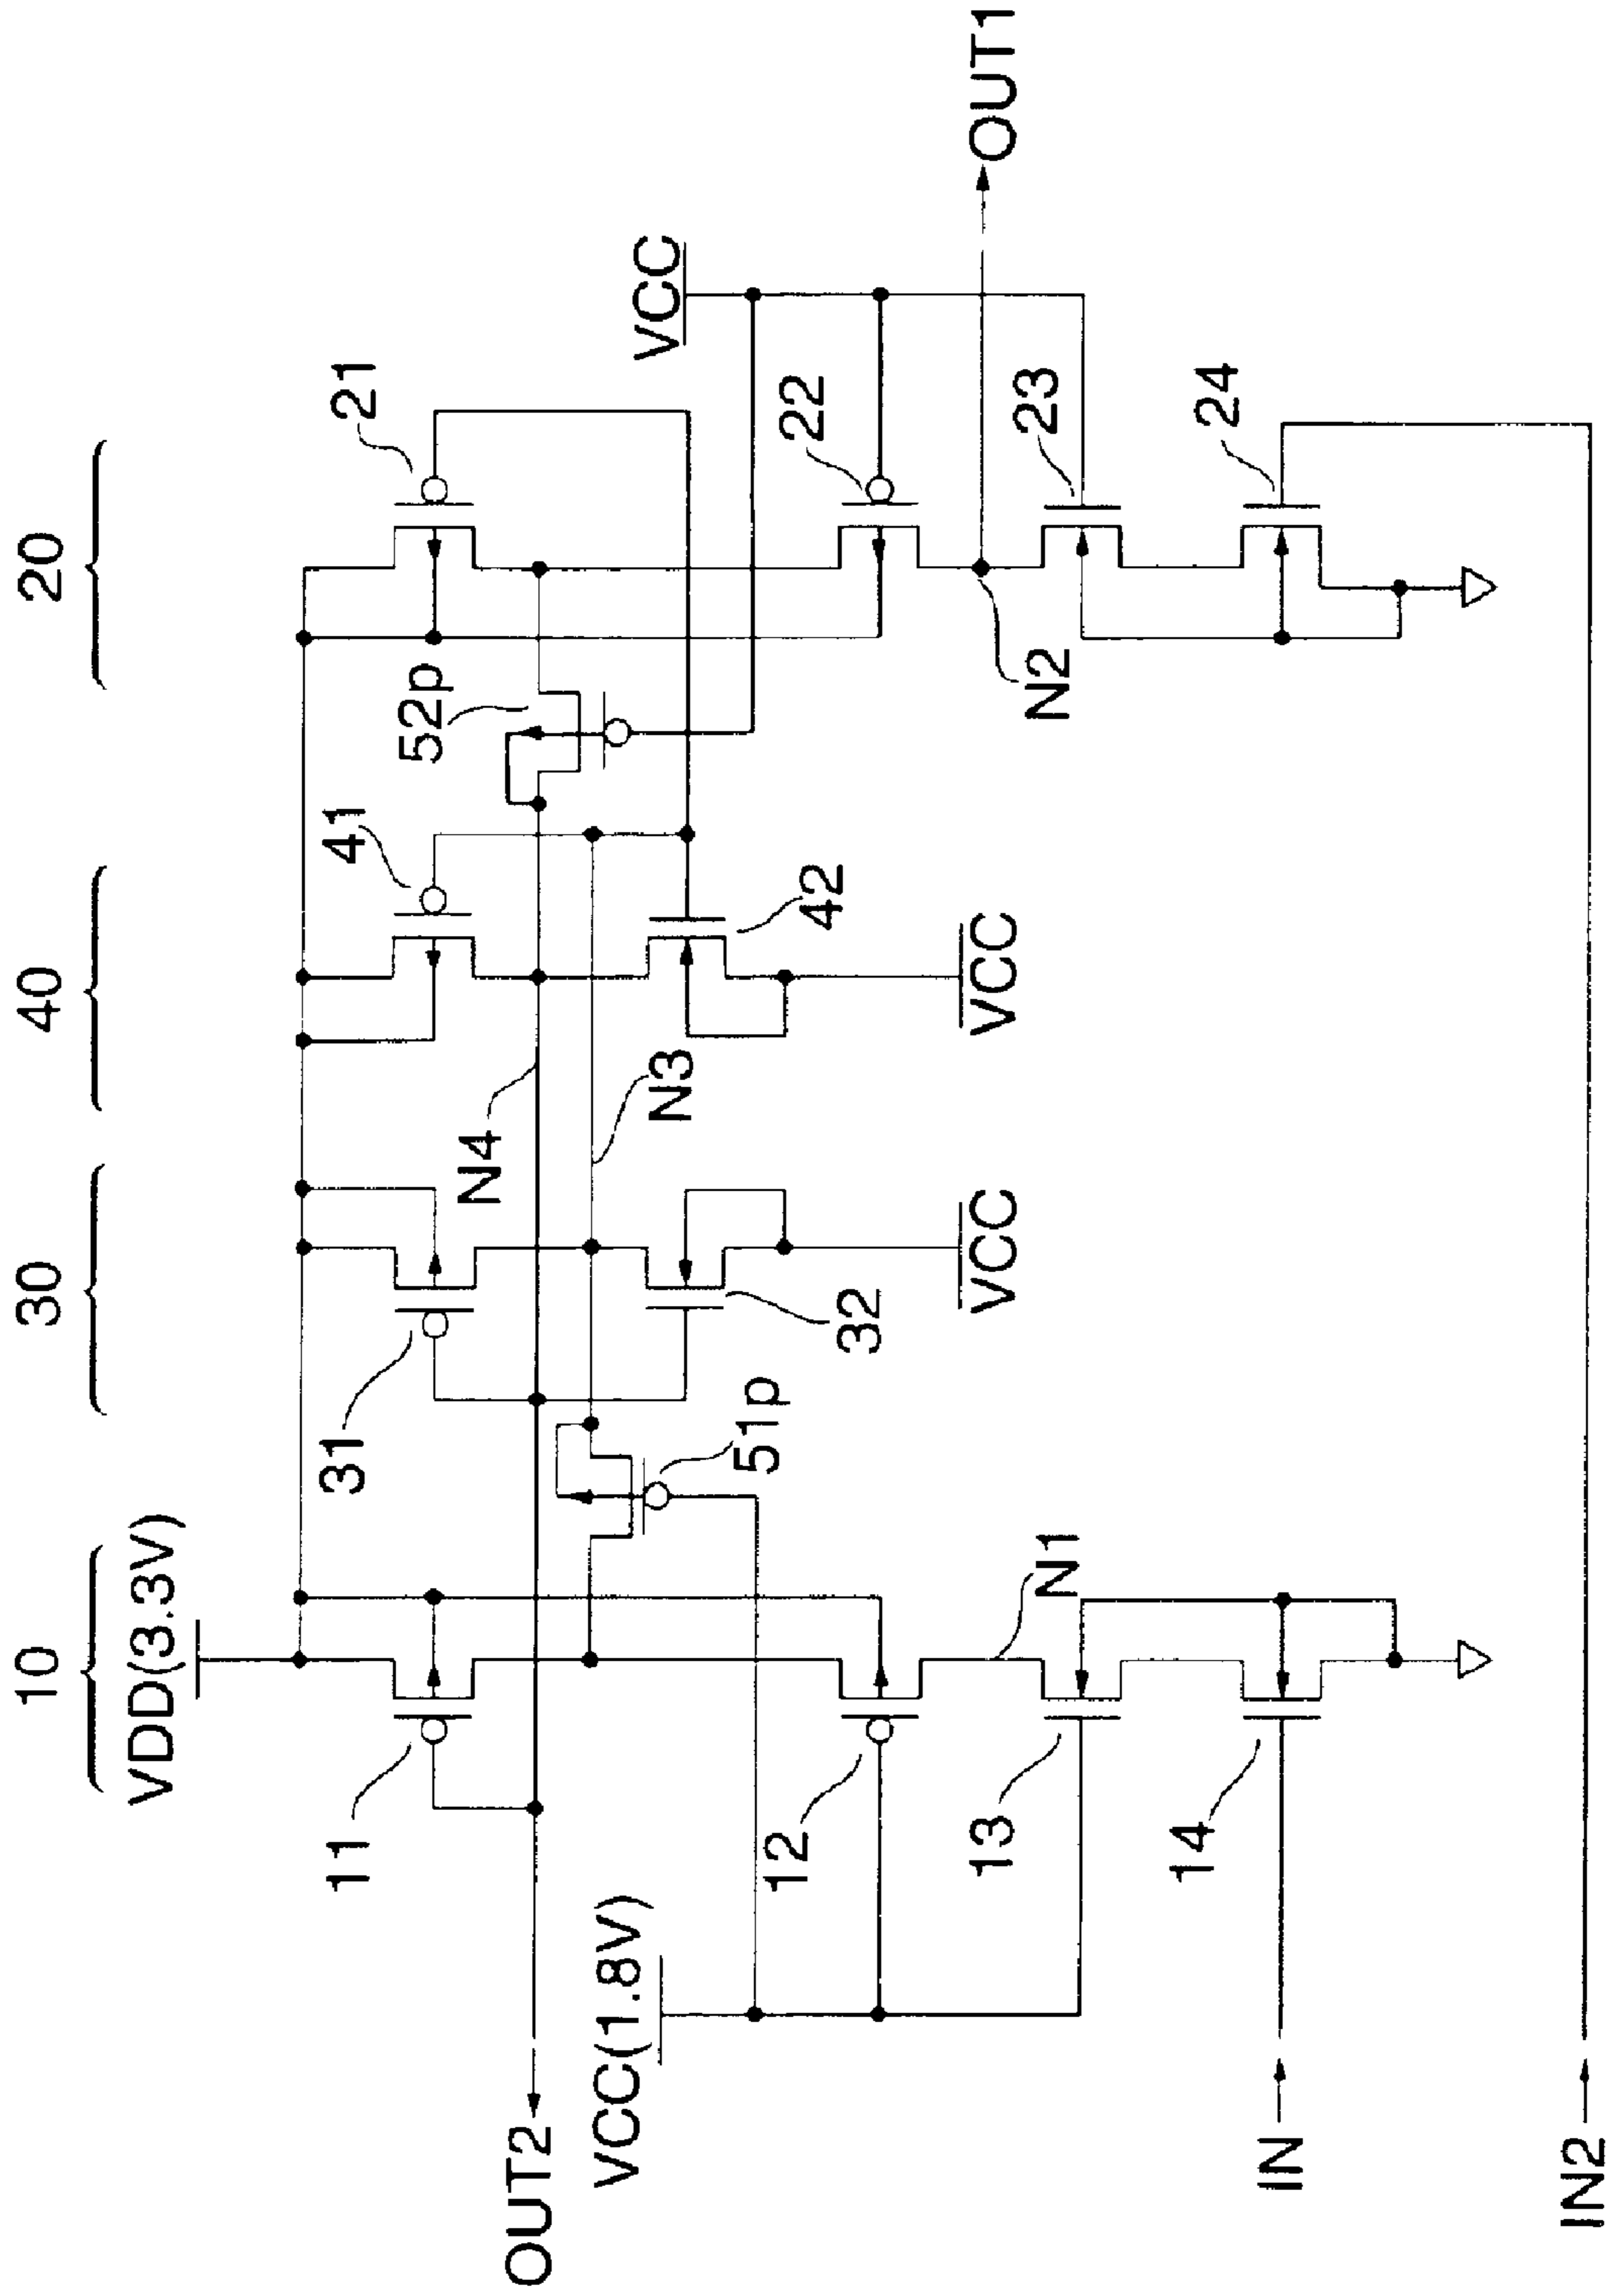 10
30
40
20
VDD(3.3V)
11
31
41
21
52p
N4
OUT2
VCC(1.8V)
51p
N3
VCC
12
32
42
22
VCC
VCC
OUT1
13
N1
N2
23
14
24
IN
IN2